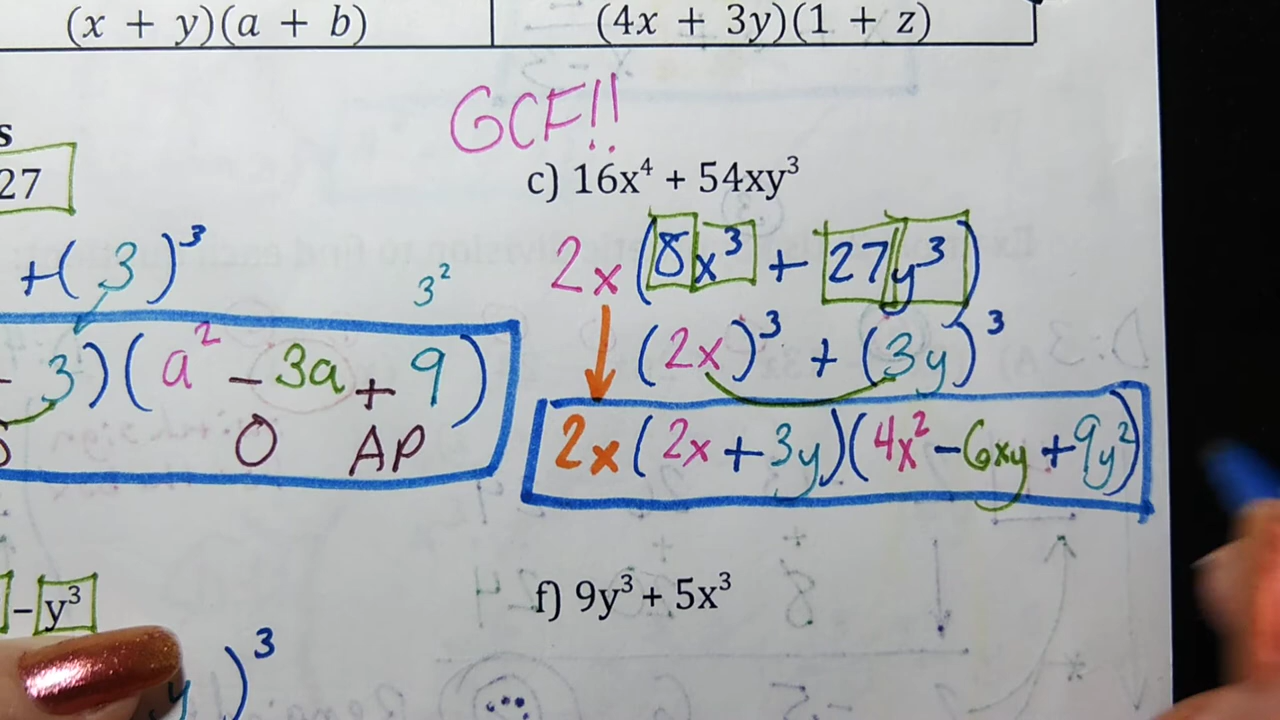 (x + y)(a + b)
(4x + 3y)(1 + z)
GCF!!
s
27
+(3)³
3²
- 3)(a² - 3a + 9)
O AP
c) 16x⁴ + 54xy³
2x(8x³ + 27y³)
(2x)³ + (3y)³
2x(2x + 3y)(4x² - 6xy + 9y²)
- y³
y)³
f) 9y³ + 5x³